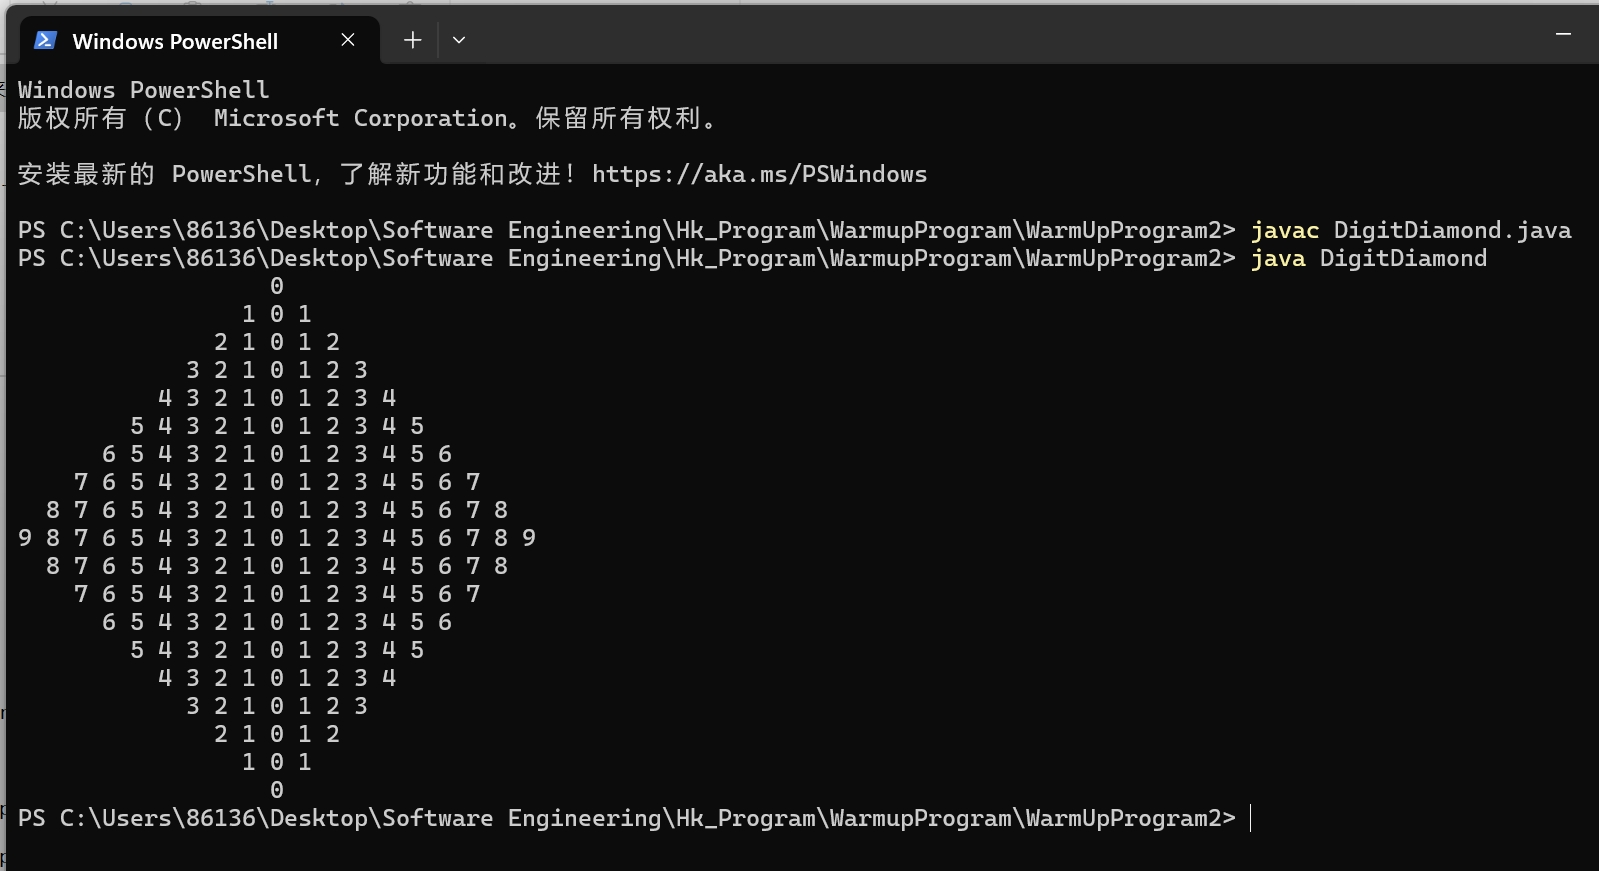 Windows PowerShell
Windows PowerShell
版权所有（C） Microsoft Corporation。保留所有权利。
安装最新的 PowerShell，了解新功能和改进！https://aka.ms/PSWindows
PS C:\Users\86136\Desktop\Software Engineering\Hk_Program\WarmupProgram\WarmUpProgram2> javac DigitDiamond.java
PS C:\Users\86136\Desktop\Software Engineering\Hk_Program\WarmupProgram\WarmUpProgram2> java DigitDiamond
                  0
                1 0 1
              2 1 0 1 2
            3 2 1 0 1 2 3
          4 3 2 1 0 1 2 3 4
        5 4 3 2 1 0 1 2 3 4 5
      6 5 4 3 2 1 0 1 2 3 4 5 6
    7 6 5 4 3 2 1 0 1 2 3 4 5 6 7
  8 7 6 5 4 3 2 1 0 1 2 3 4 5 6 7 8
9 8 7 6 5 4 3 2 1 0 1 2 3 4 5 6 7 8 9
  8 7 6 5 4 3 2 1 0 1 2 3 4 5 6 7 8
    7 6 5 4 3 2 1 0 1 2 3 4 5 6 7
      6 5 4 3 2 1 0 1 2 3 4 5 6
        5 4 3 2 1 0 1 2 3 4 5
          4 3 2 1 0 1 2 3 4
            3 2 1 0 1 2 3
              2 1 0 1 2
                1 0 1
                  0
PS C:\Users\86136\Desktop\Software Engineering\Hk_Program\WarmupProgram\WarmUpProgram2>